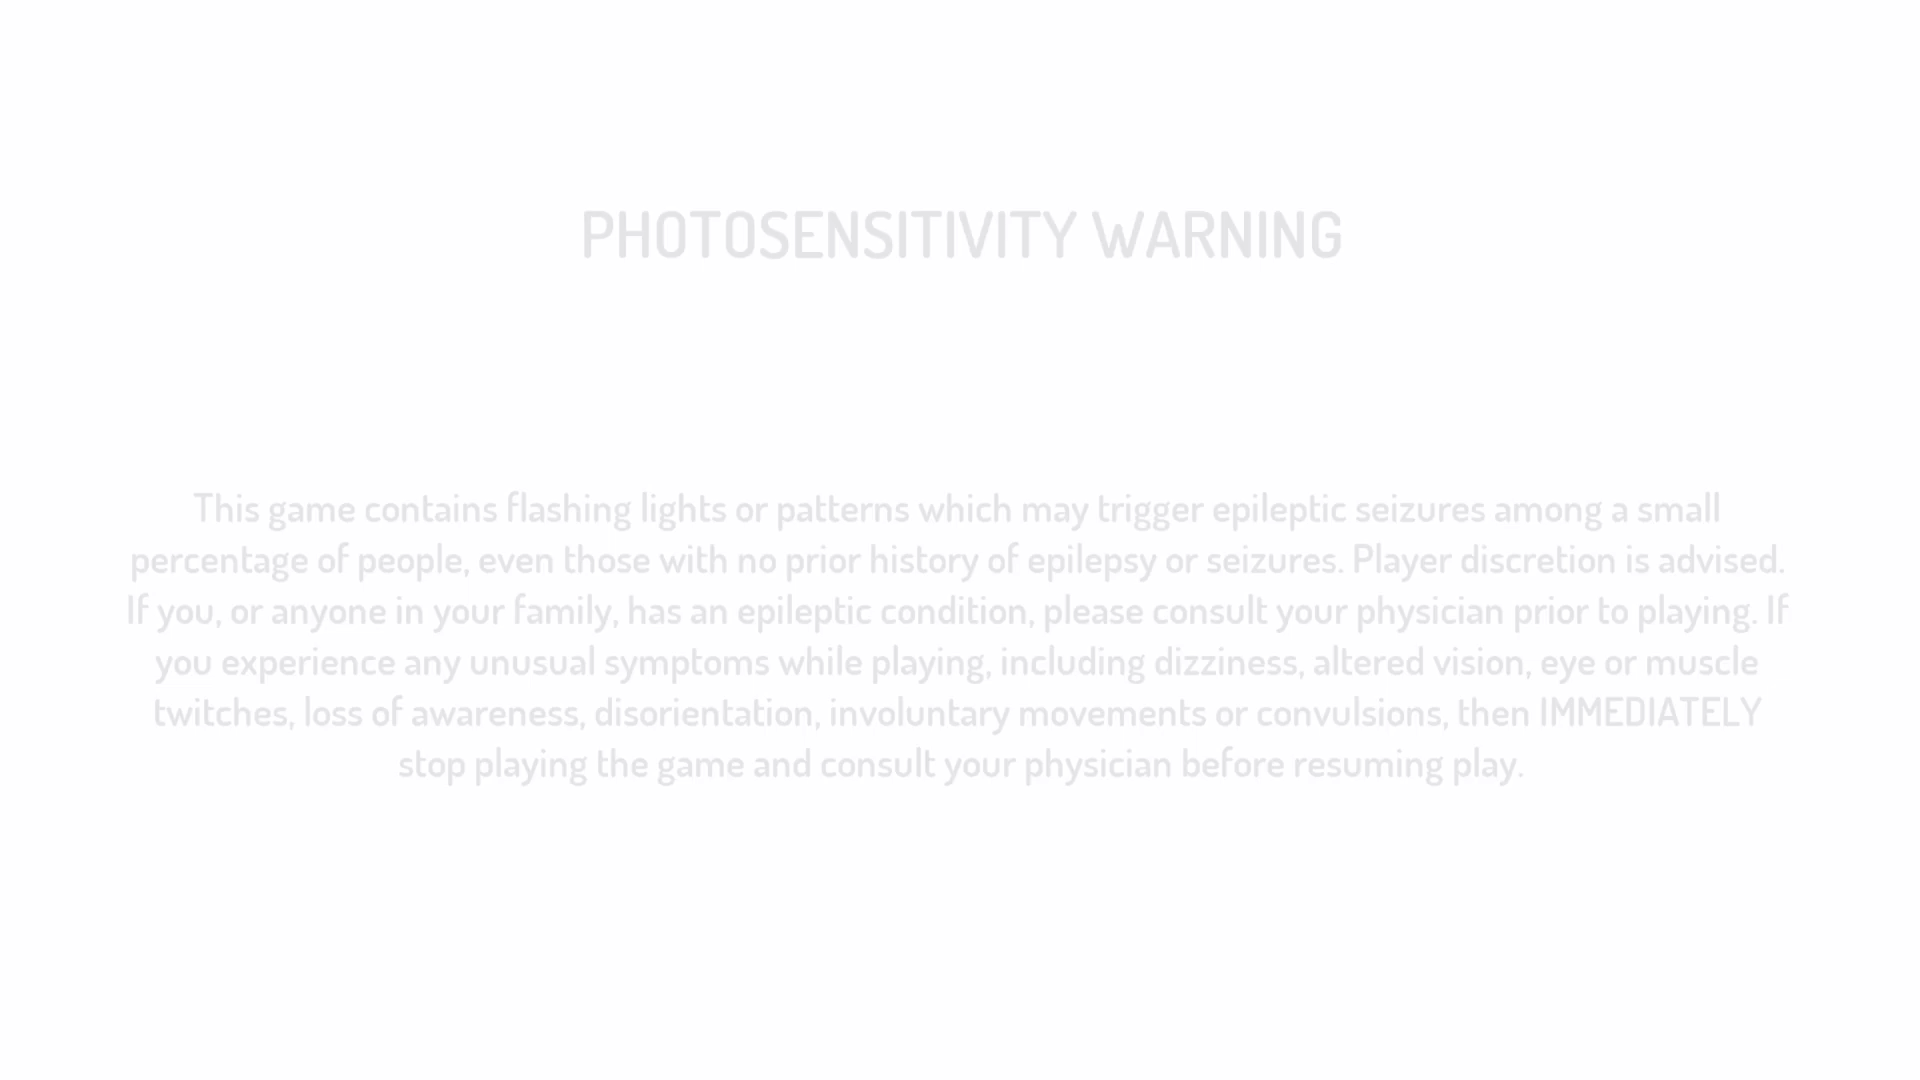 PHOTOSENSITIVITY WARNING
This game contains flashing lights or patterns which may trigger epileptic seizures among a small
percentage of people, even those with no prior history of epilepsy or seizures. Player discretion is advised.
If you, or anyone in your family, has an epileptic condition, please consult your physician prior to playing. If
you experience any unusual symptoms while playing, including dizziness, altered vision, eye or muscle
twitches, loss of awareness, disorientation, involuntary movements or convulsions, then IMMEDIATELY
stop playing the game and consult your physician before resuming play.